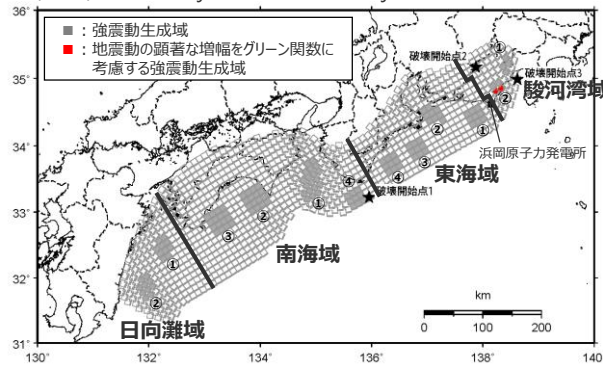 ■ : 強震動生成域
■ : 地震動の顕著な増幅をグリーン関数に
考慮する強震動生成域
36°
35°
34°
33°
32°
31°
破壊開始点2
①
破壊開始点3
駿河湾域
②
②
①
浜岡原子力発電所
③
東海域
④
④
破壊開始点1
①
②
③
南海域
①
②
日向灘域
km
0 100 200
130° 132° 134° 136° 138° 140